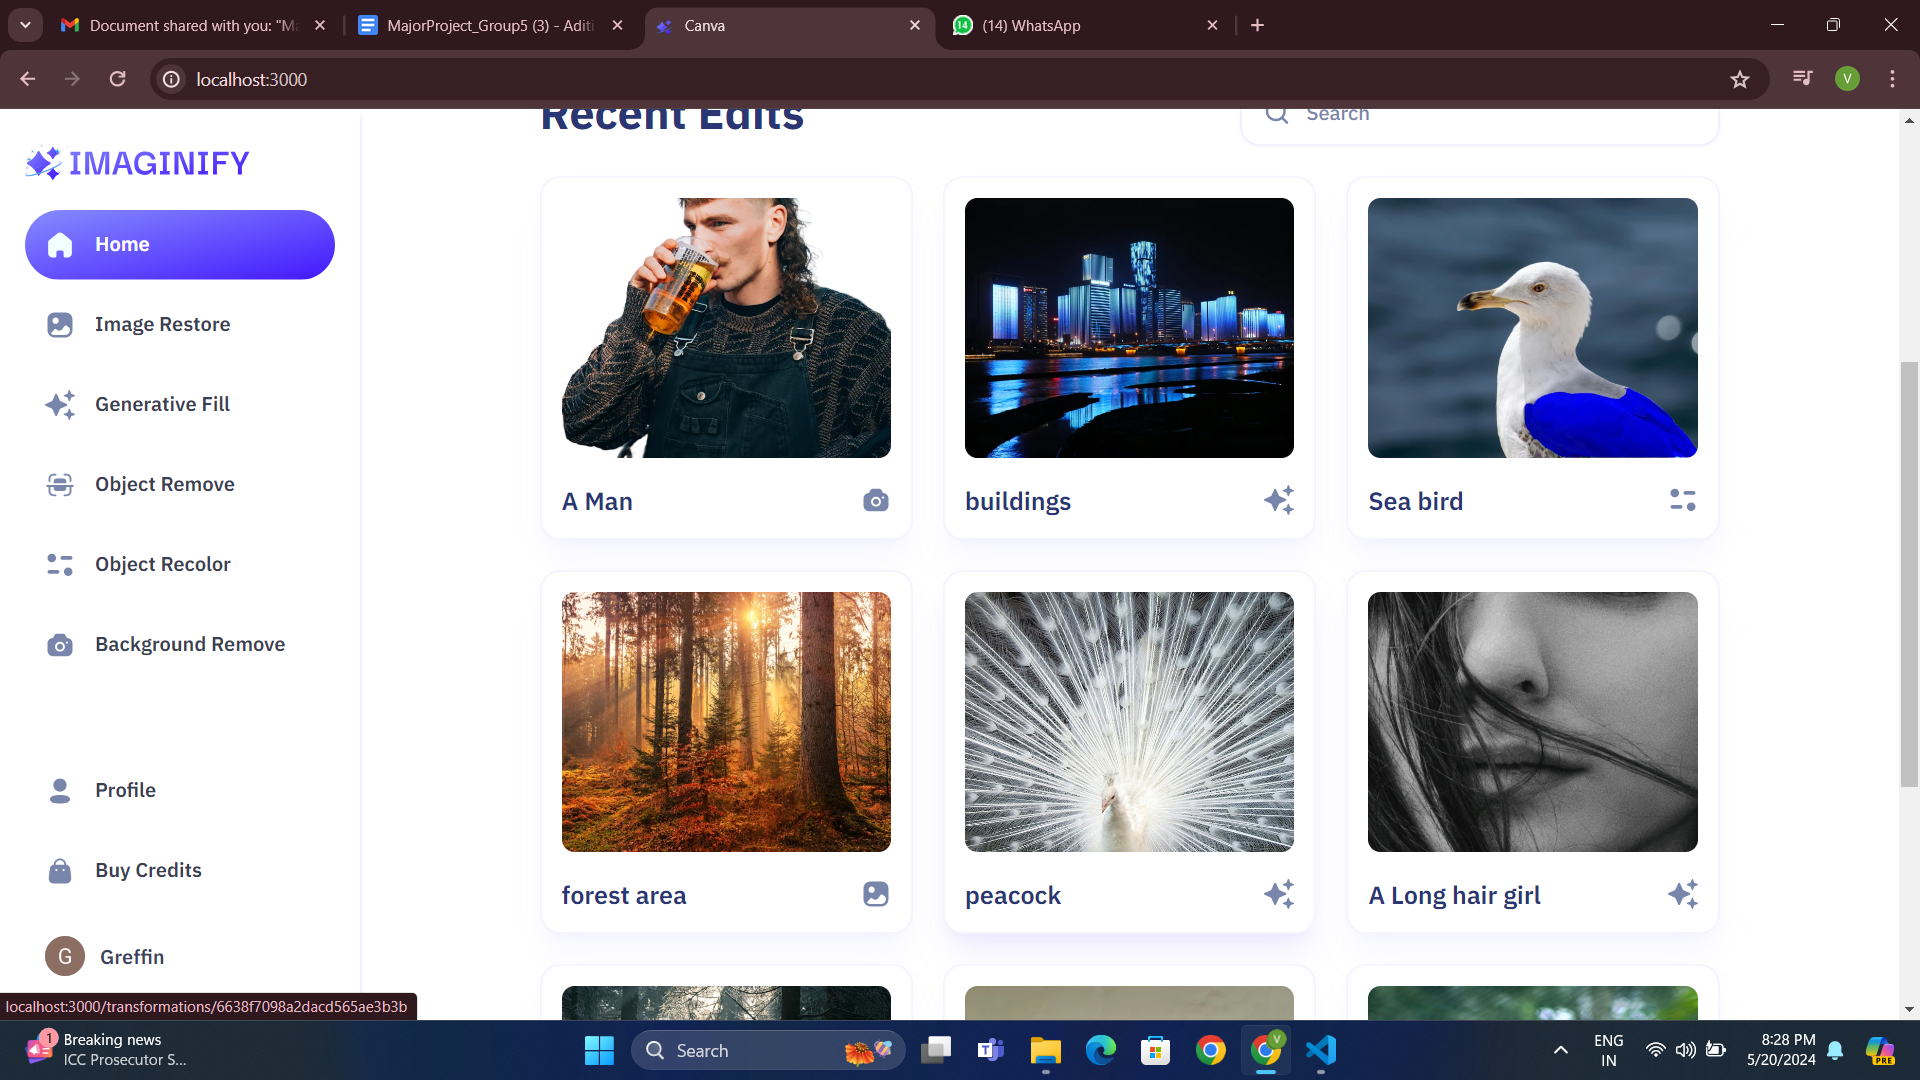 Document shared with you: "Ma
MajorProject_Group5 (3) - Aditi
Canva
(14) WhatsApp
localhost:3000
V
IMAGINIFY
Home
Image Restore
Generative Fill
Object Remove
Object Recolor
Background Remove
Profile
Buy Credits
G
Greffin
Recent Edits
Search
A Man
buildings
Sea bird
forest area
peacock
A Long hair girl
localhost:3000/transformations/6638f7098a2dacd565ae3b3b
1
Breaking news
ICC Prosecutor S...
Search
V
ENG
IN
8:28 PM
5/20/2024
PRE